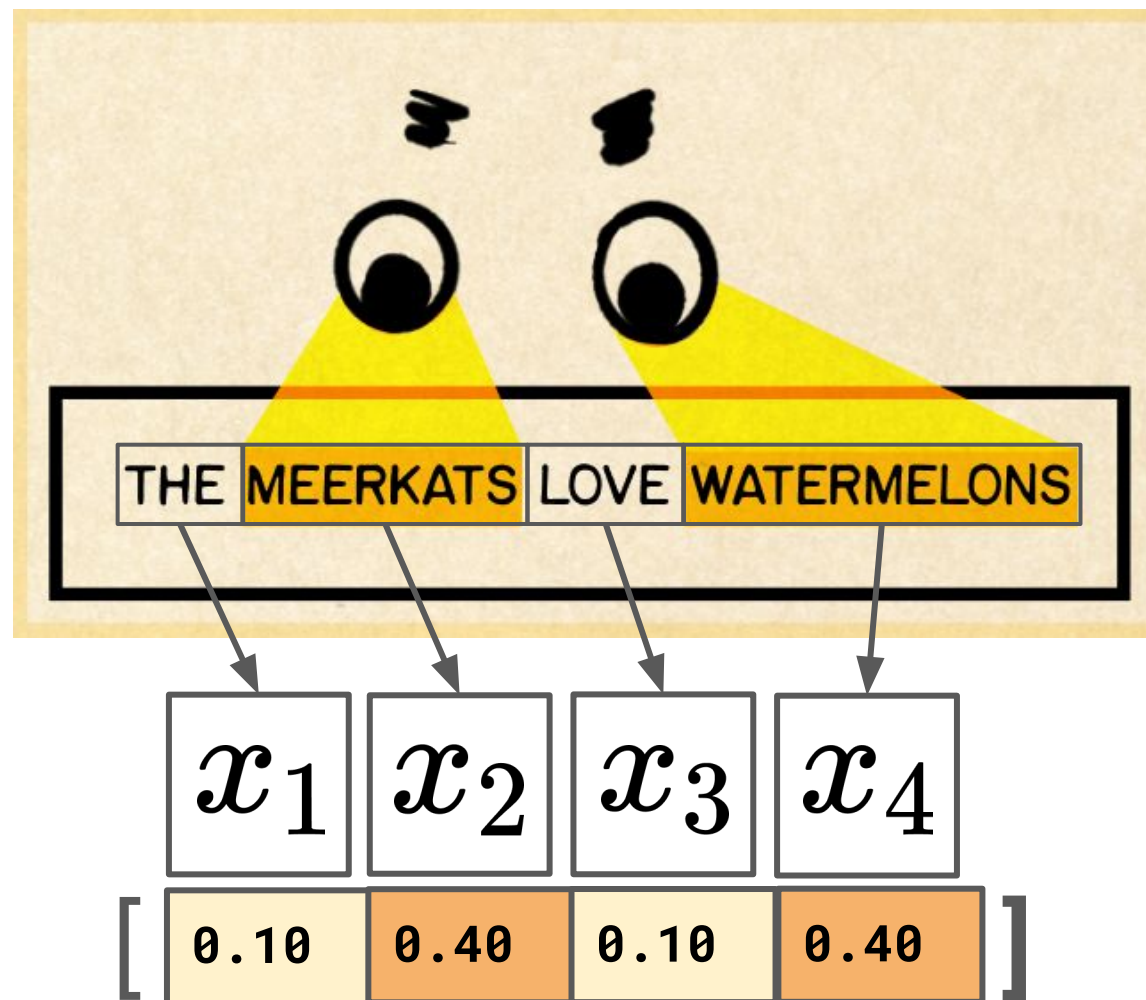 THE MEERKATS LOVE WATERMELONS
x₁ x₂ x₃ x₄
[ 0.10 0.40 0.10 0.40 ]